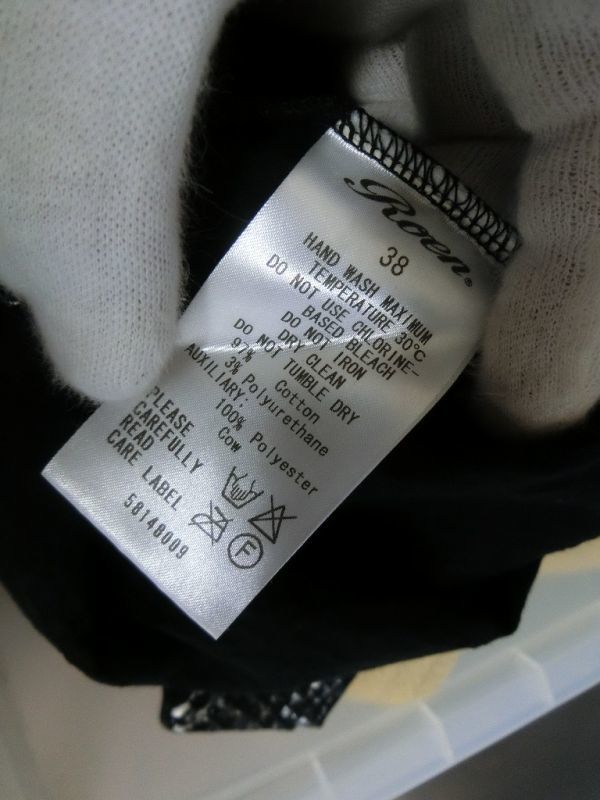 Roen®
38
HAND WASH MAXIMUM
TEMPERATURE 30℃
DO NOT USE CHLORINE-
BASED BLEACH
DO NOT IRON
DRY CLEAN
DO NOT TUMBLE DRY
97% Cotton
3% Polyurethane
AUXILIARY:
100% Polyester
Cow
PLEASE
CAREFULLY
READ
CARE LABEL
F
58148009